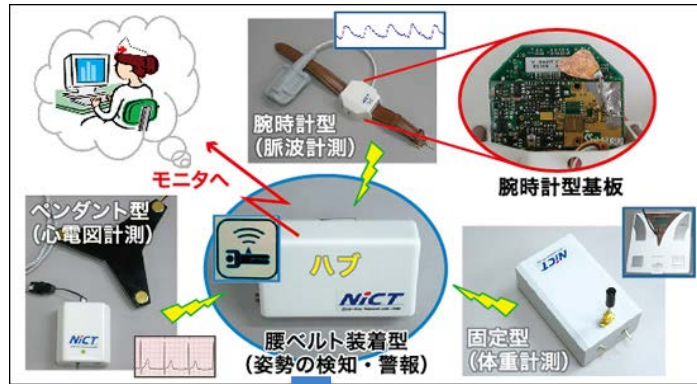 腕時計型
(脈波計測)
腕時計型基板
モニタへ
ペンダント型
(心電図計測)
ハブ
NiCT
腰ベルト装着型
(姿勢の検知・警報)
固定型
(体重計測)
NiCT